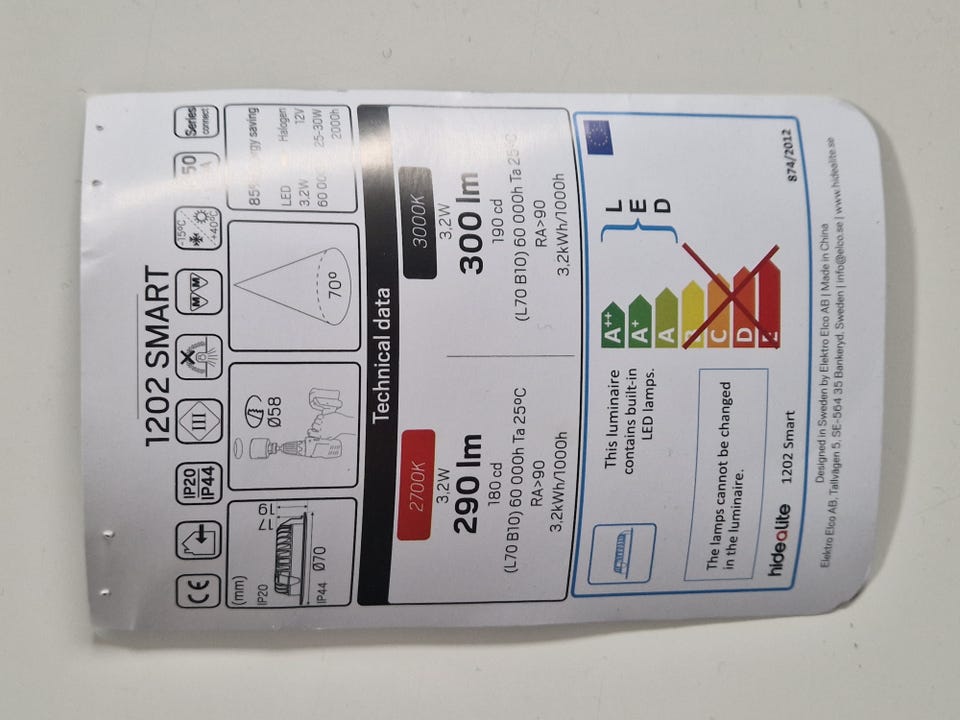 1202 SMART
CE
IP20
IP44
III
-15°C
+40°C
50
Series
connect
(mm)
IP20
17
19
IP44
Ø70
Ø58
70°
85% energy saving
LED Halogen
3.2W 25-30W 12V
60 000 2000h
Technical data
2700K
3,2W
290 lm
180 cd
(L70 B10) 60 000h Ta 25ºC
RA>90
3,2kWh/1000h
3000K
3,2W
300 lm
190 cd
(L70 B10) 60 000h Ta 25ºC
RA>90
3,2kWh/1000h
This luminaire
contains built-in
LED lamps.
A++
A+
A
B
C
D
E
L
E
D
The lamps cannot be changed
in the luminaire.
hidealite 1202 Smart
874/2012
Designed in Sweden by Elektro Elco AB | Made in China
Elektro Elco AB, Tallvägen 5, SE-564 35 Bankeryd, Sweden | info@elco.se | www.hidealite.se